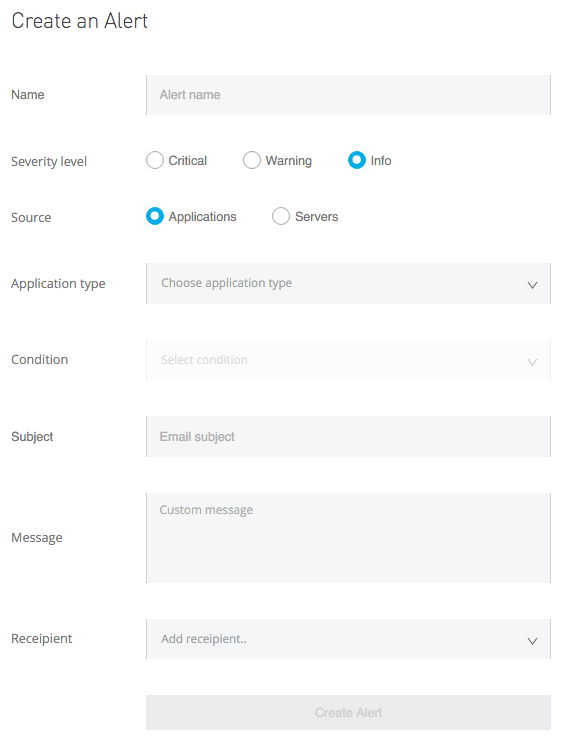 Create an Alert
Name Alert name
Severity level Critical Warning Info
Source Applications Servers
Application type Choose application type
Condition Select condition
Subject Email subject
Custom message
Message
Receipient Add receipient..
Create Alert